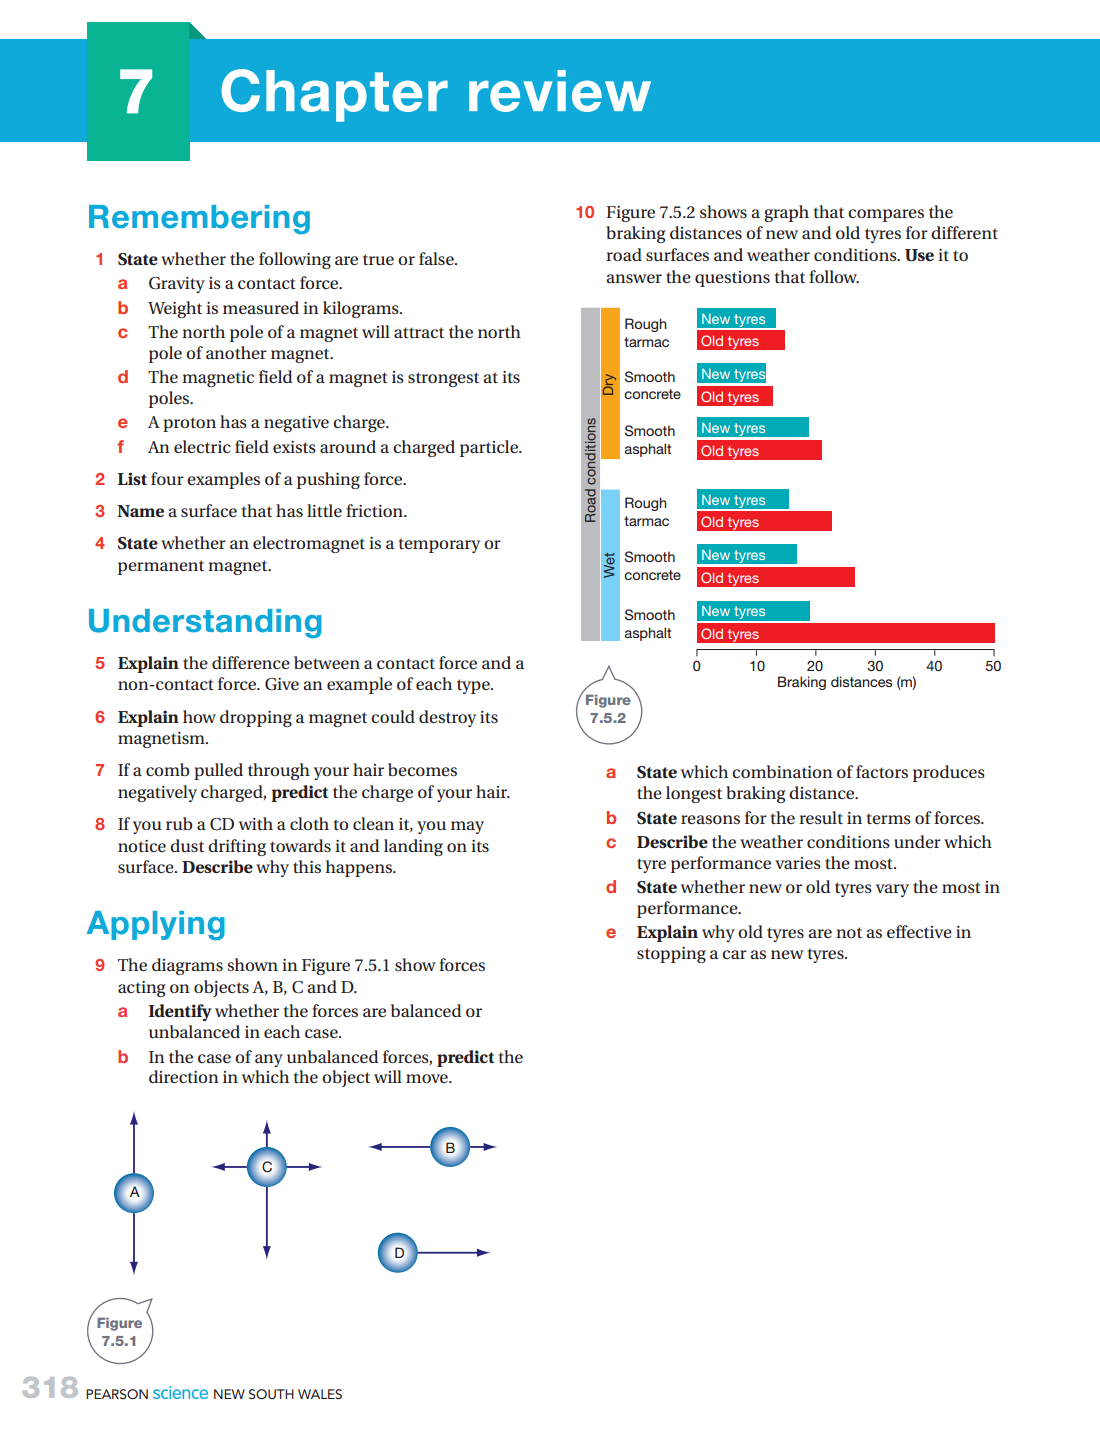 7
Chapter review
Remembering
1 State whether the following are true or false.
a Gravity is a contact force.
b Weight is measured in kilograms.
c The north pole of a magnet will attract the north
pole of another magnet.
d The magnetic field of a magnet is strongest at its
poles.
e A proton has a negative charge.
f An electric field exists around a charged particle.
2 List four examples of a pushing force.
3 Name a surface that has little friction.
4 State whether an electromagnet is a temporary or
permanent magnet.
Understanding
5 Explain the difference between a contact force and a
non-contact force. Give an example of each type.
6 Explain how dropping a magnet could destroy its
magnetism.
7 If a comb pulled through your hair becomes
negatively charged, predict the charge of your hair.
8 If you rub a CD with a cloth to clean it, you may
notice dust drifting towards it and landing on its
surface. Describe why this happens.
Applying
9 The diagrams shown in Figure 7.5.1 show forces
acting on objects A, B, C and D.
a Identify whether the forces are balanced or
unbalanced in each case.
b In the case of any unbalanced forces, predict the
direction in which the object will move.
A
C
B
D
Figure
7.5.1
10 Figure 7.5.2 shows a graph that compares the
braking distances of new and old tyres for different
road surfaces and weather conditions. Use it to
answer the questions that follow.
Road conditions
Dry
Rough
tarmac
New tyres
Old tyres
Smooth
concrete
New tyres
Old tyres
Smooth
asphalt
New tyres
Old tyres
Wet
Rough
tarmac
New tyres
Old tyres
Smooth
concrete
New tyres
Old tyres
Smooth
asphalt
New tyres
Old tyres
0 10 20 30 40 50
Braking distances (m)
Figure
7.5.2
a State which combination of factors produces
the longest braking distance.
b State reasons for the result in terms of forces.
c Describe the weather conditions under which
tyre performance varies the most.
d State whether new or old tyres vary the most in
performance.
e Explain why old tyres are not as effective in
stopping a car as new tyres.
318 PEARSON science NEW SOUTH WALES